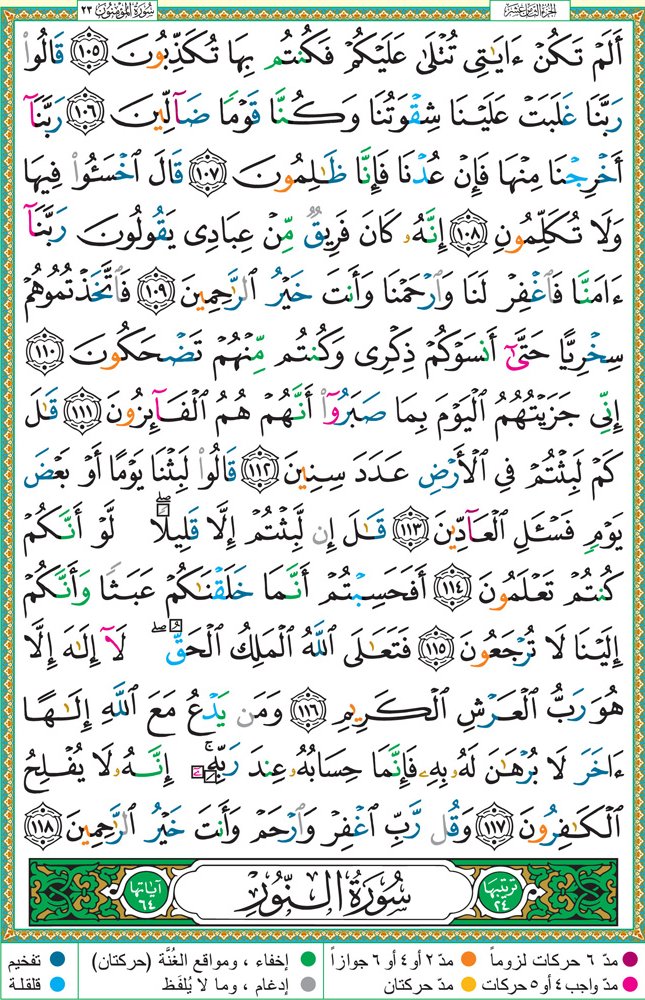 الجزء الثامن عشر
سورة المؤمنون ٢٣
أَلَمْ تَكُنْ ءَايَـٰتِى تُتْلَىٰ عَلَيْكُمْ فَكُنتُم بِهَا تُكَذِّبُونَ ١٠٥ قَالُوا۟
رَبَّنَا غَلَبَتْ عَلَيْنَا شِقْوَتُنَا وَكُنَّا قَوْمًا ضَآلِّينَ ١٠٦ رَبَّنَآ
أَخْرِجْنَا مِنْهَا فَإِنْ عُدْنَا فَإِنَّا ظَـٰلِمُونَ ١٠٧ قَالَ ٱخْسَـُٔوا۟ فِيهَا
وَلَا تُكَلِّمُونِ ١٠٨ إِنَّهُۥ كَانَ فَرِيقٌ مِّنْ عِبَادِى يَقُولُونَ رَبَّنَآ
ءَامَنَّا فَٱغْفِرْ لَنَا وَٱرْحَمْنَا وَأَنتَ خَيْرُ ٱلرَّٰحِمِينَ ١٠٩ فَٱتَّخَذْتُمُوهُمْ
سِخْرِيًّا حَتَّىٰٓ أَنسَوْكُمْ ذِكْرِى وَكُنتُم مِّنْهُمْ تَضْحَكُونَ ١١٠
إِنِّى جَزَيْتُهُمُ ٱلْيَوْمَ بِمَا صَبَرُوٓا۟ أَنَّهُمْ هُمُ ٱلْفَآئِزُونَ ١١١ قَـٰلَ
كَمْ لَبِثْتُمْ فِى ٱلْأَرْضِ عَدَدَ سِنِينَ ١١٢ قَالُوا۟ لَبِثْنَا يَوْمًا أَوْ بَعْضَ
يَوْمٍ فَسْـَٔلِ ٱلْعَآدِّينَ ١١٣ قَـٰلَ إِن لَّبِثْتُمْ إِلَّا قَلِيلًا ۖ لَّوْ أَنَّكُمْ
كُنتُمْ تَعْلَمُونَ ١١٤ أَفَحَسِبْتُمْ أَنَّمَا خَلَقْنَـٰكُمْ عَبَثًا وَأَنَّكُمْ
إِلَيْنَا لَا تُرْجَعُونَ ١١٥ فَتَعَـٰلَى ٱللَّهُ ٱلْمَلِكُ ٱلْحَقُّ ۖ لَآ إِلَـٰهَ إِلَّا
هُوَ رَبُّ ٱلْعَرْشِ ٱلْكَرِيمِ ١١٦ وَمَن يَدْعُ مَعَ ٱللَّهِ إِلَـٰهًا
ءَاخَرَ لَا بُرْهَـٰنَ لَهُۥ بِهِۦ فَإِنَّمَا حِسَابُهُۥ عِندَ رَبِّهِۦٓ ۚ إِنَّهُۥ لَا يُفْلِحُ
ٱلْكَـٰفِرُونَ ١١٧ وَقُل رَّبِّ ٱغْفِرْ وَٱرْحَمْ وَأَنتَ خَيْرُ ٱلرَّٰحِمِينَ ١١٨
ترتيبها ٢٤
سورة النور
آياتها ٦٤
مدّ ٦ حركات لزوماً مدّ ٢ أو ٤ أو ٦ جوازاً إخفاء ، ومواقع الغُنَّة (حركتان) تفخيم
مدّ واجب ٤ أو ٥ حركات مدّ حركتان إدغام ، وما لا يُلفَظ قلقلة